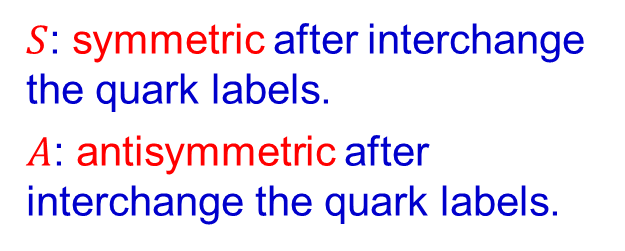 S: symmetric after interchange
the quark labels.
A: antisymmetric after
interchange the quark labels.